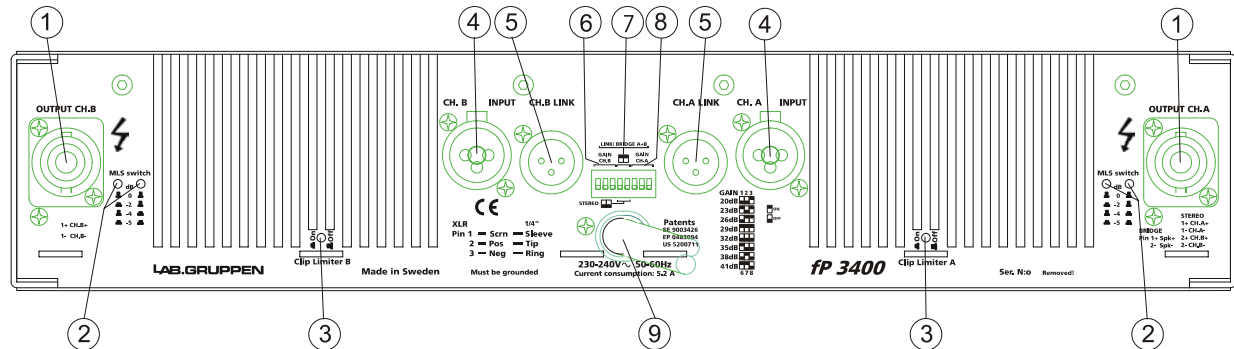 1
4
5
6
7
8
5
4
1
OUTPUT CH.B
CH. B
INPUT
CH.B LINK
CH.A LINK
CH. A
INPUT
OUTPUT CH.A
LINK/ BRIDGE A+B
GAIN
CH,B
GAIN
CH-A
STEREO
MLS switch
dB
0
-2
-4
-5
1+ CH.B+
1- CH,B-
XLR
1/4"
Pin 1 — Scrn — Sleeve
2 — Pos — Tip
3 — Neg — Ring
CE
GAIN 1 2 3
20dB
23dB
26dB
29dB
32dB
35dB
38dB
41dB
6 7 8
ON
OFF
Patents
SE 9003426
EP 0483094
US 5200711
MLS switch
dB
0
-2
-4
-5
STEREO
1+ CH.A+
BRIDGE 1- CH.A-
Pin 1+ Spk+ 2+ CH.B+
2- Spk- 2- CH,B-
On
Off
Clip Limiter B
On
Off
Clip Limiter A
LAB.GRUPPEN
Made in Sweden
Must be grounded
230-240V~ 50-60Hz
Current consumption: 5.2 A
fP 3400
Ser. N:o Removed!
2
3
9
3
2